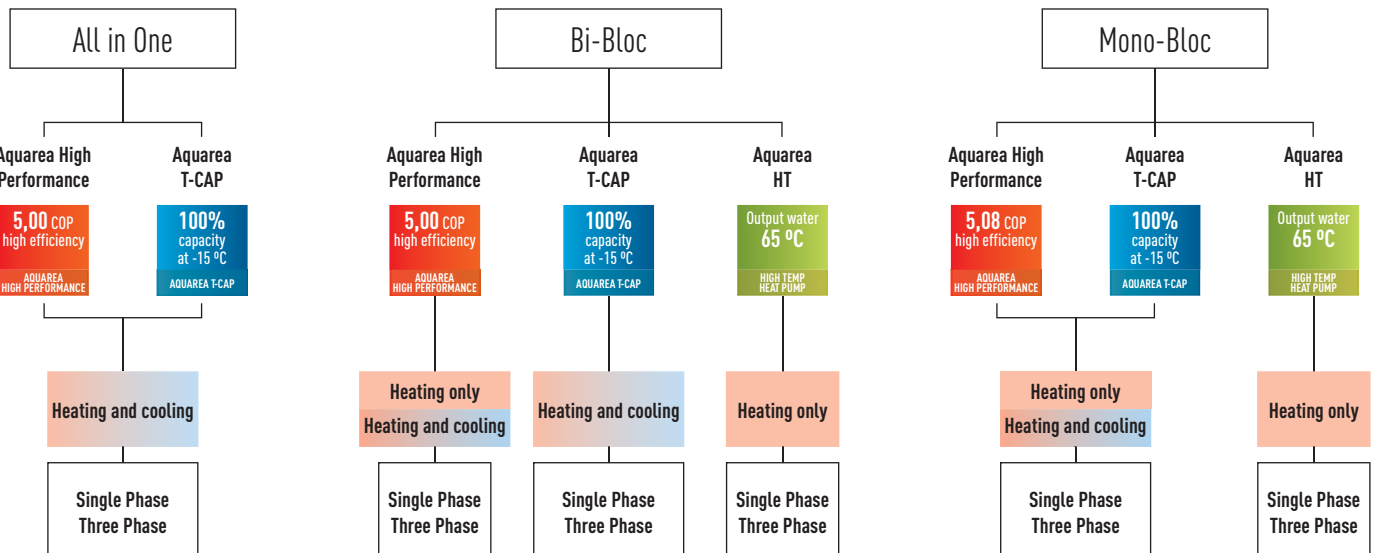 All in One
Aquarea High
Performance
5,00 COP
high efficiency
AQUAREA
HIGH PERFORMANCE
Aquarea
T-CAP
100%
capacity
at -15 ºC
AQUAREA T-CAP
Heating and cooling
Single Phase
Three Phase
Bi-Bloc
Aquarea High
Performance
5,00 COP
high efficiency
AQUAREA
HIGH PERFORMANCE
Heating only
Heating and cooling
Single Phase
Three Phase
Aquarea
T-CAP
100%
capacity
at -15 ºC
AQUAREA T-CAP
Heating and cooling
Single Phase
Three Phase
Aquarea
HT
Output water
65 ºC
HIGH TEMP
HEAT PUMP
Heating only
Single Phase
Three Phase
Mono-Bloc
Aquarea High
Performance
5,08 COP
high efficiency
AQUAREA
HIGH PERFORMANCE
Aquarea
T-CAP
100%
capacity
at -15 ºC
AQUAREA T-CAP
Heating only
Heating and cooling
Single Phase
Three Phase
Aquarea
HT
Output water
65 ºC
HIGH TEMP
HEAT PUMP
Heating only
Single Phase
Three Phase